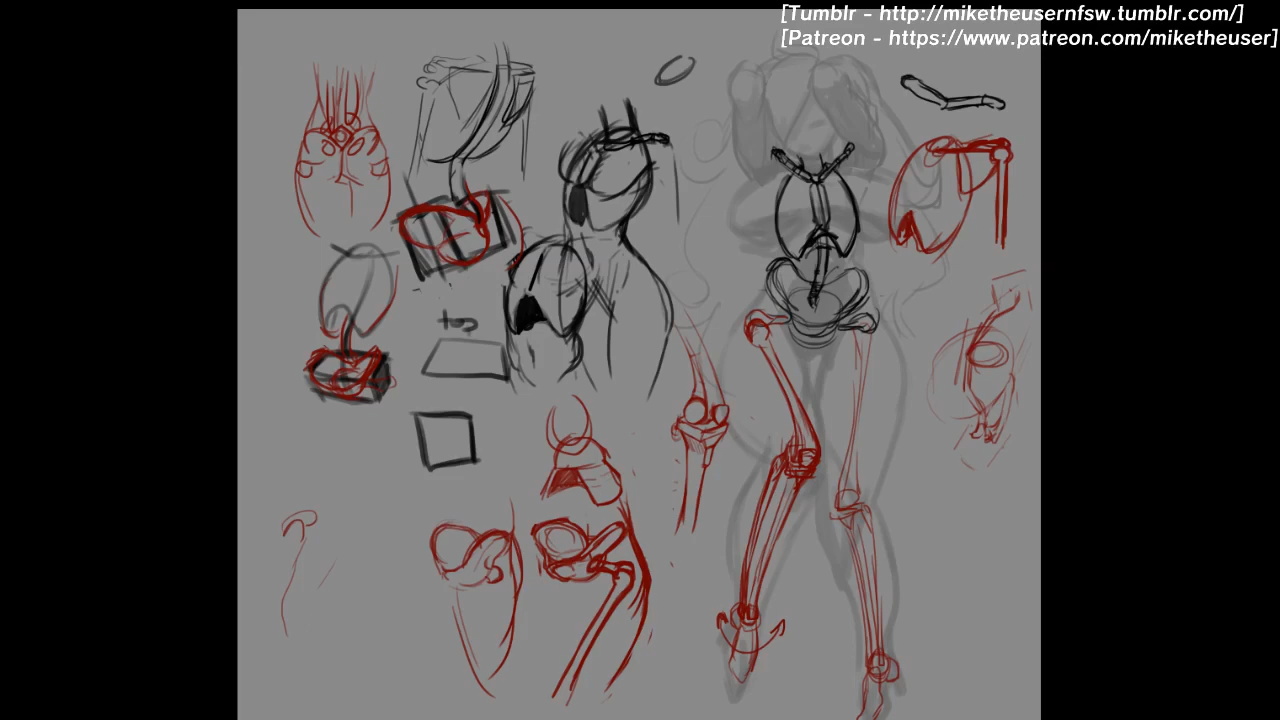 [Tumblr - http://miketheusernfsw.tumblr.com/]
[Patreon - https://www.patreon.com/miketheuser]